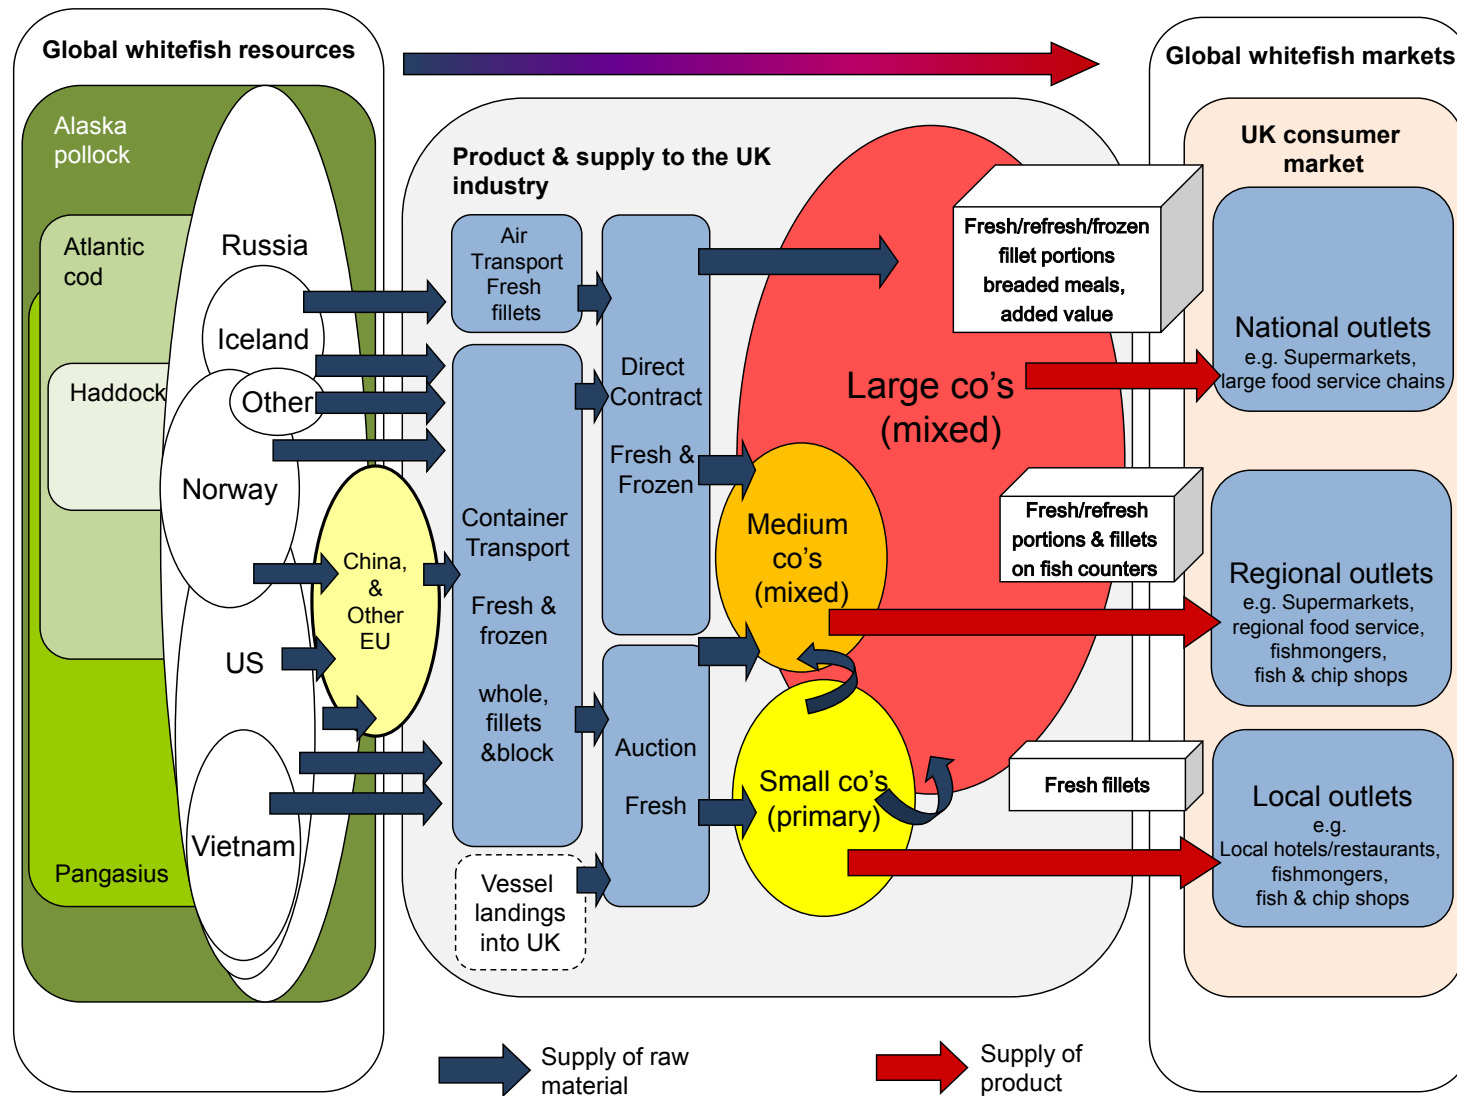 Global whitefish resources
Alaska
pollock
Atlantic
cod
Haddock
Pangasius
Russia
Iceland
Other
Norway
US
Vietnam
China,
&
Other
EU
Product & supply to the UK
industry
Air
Transport
Fresh
fillets
Container
Transport
Fresh &
frozen
whole,
fillets
&block
Vessel
landings
into UK
Direct
Contract
Fresh &
Frozen
Auction
Fresh
Large co's
(mixed)
Medium
co's
(mixed)
Small co's
(primary)
Fresh/refresh/frozen
fillet portions
breaded meals,
added value
Fresh/refresh
portions & fillets
on fish counters
Fresh fillets
Global whitefish markets
UK consumer
market
National outlets
e.g. Supermarkets,
large food service chains
Regional outlets
e.g. Supermarkets,
regional food service,
fishmongers,
fish & chip shops
Local outlets
e.g.
Local hotels/restaurants,
fishmongers,
fish & chip shops
Supply of raw
material
Supply of
product